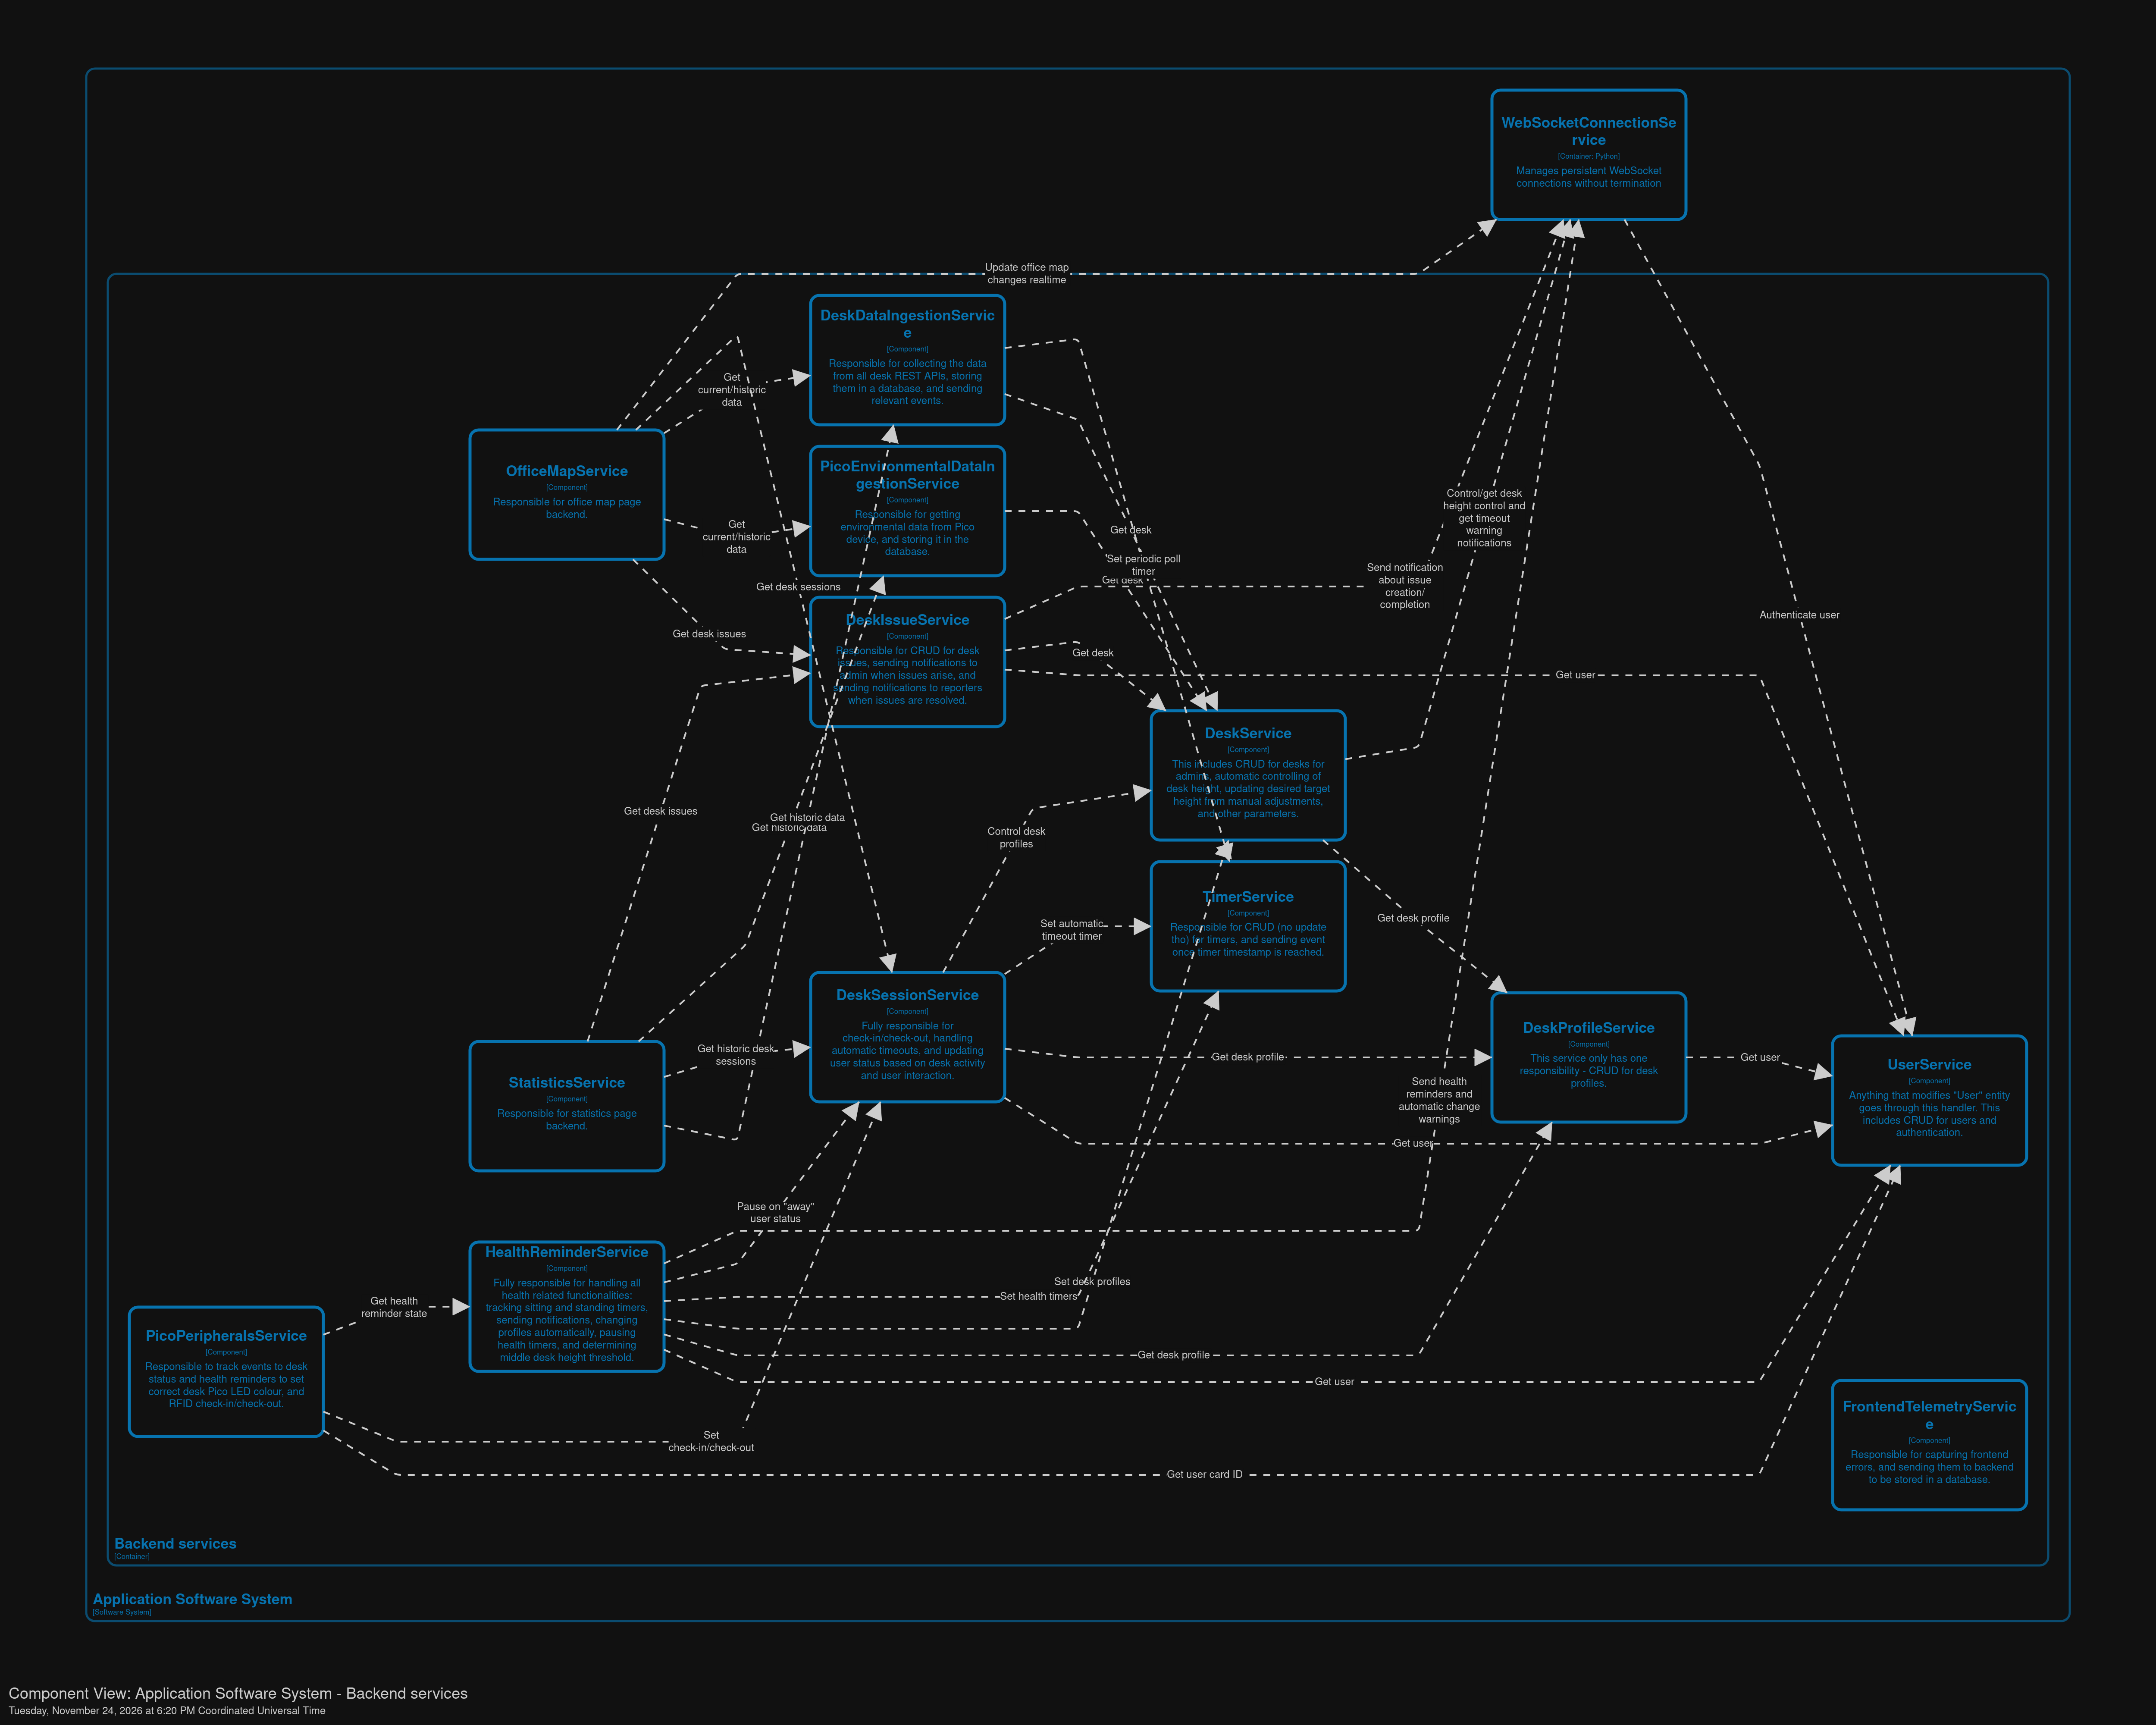 WebSocketConnectionSe
rvice
[Container: Python]
Manages persistent WebSocket
connections without termination
Update office map
changes realtime
DeskDataIngestionServic
e
[Component]
Responsible for collecting the data
from all desk REST APIs, storing
them in a database, and sending
relevant events.
Get
current/historic
data
OfficeMapService
[Component]
Responsible for office map page
backend.
PicoEnvironmentalDataIn
gestionService
[Component]
Responsible for getting
environmental data from Pico
device, and storing it in the
database.
Get
current/historic
data
Control/get desk
height control and
get timeout
warning
notifications
Get desk
Set periodic poll
timer
Get desk
Send notification
about issue
creation/
completion
Get desk sessions
Authenticate user
DeskIssueService
[Component]
Responsible for CRUD for desk
issues, sending notifications to
admin when issues arise, and
sending notifications to reporters
when issues are resolved.
Get desk issues
Get desk
Get user
DeskService
[Component]
This includes CRUD for desks for
admins, automatic controlling of
desk height, updating desired target
height from manual adjustments,
and other parameters.
Get desk issues
Get historic data
Get historic data
Control desk
profiles
TimerService
[Component]
Responsible for CRUD (no update
tho) for timers, and sending event
once timer timestamp is reached.
Get desk profile
Set automatic
timeout timer
DeskSessionService
[Component]
Fully responsible for
check-in/check-out, handling
automatic timeouts, and updating
user status based on desk activity
and user interaction.
Get historic desk
sessions
Get desk profile
DeskProfileService
[Component]
This service only has one
responsibility - CRUD for desk
profiles.
Get user
UserService
[Component]
Anything that modifies "User" entity
goes through this handler. This
includes CRUD for users and
authentication.
StatisticsService
[Component]
Responsible for statistics page
backend.
Send health
reminders and
automatic change
warnings
Get user
Pause on "away"
user status
HealthReminderService
[Component]
Fully responsible for handling all
health related functionalities:
tracking sitting and standing timers,
sending notifications, changing
profiles automatically, pausing
health timers, and determining
middle desk height threshold.
Set desk profiles
Set health timers
Get health
reminder state
PicoPeripheralsService
[Component]
Responsible to track events to desk
status and health reminders to set
correct desk Pico LED colour, and
RFID check-in/check-out.
Get desk profile
Get user
FrontendTelemetryServic
e
[Component]
Responsible for capturing frontend
errors, and sending them to backend
to be stored in a database.
Set
check-in/check-out
Get user card ID
Backend services
[Container]
Application Software System
[Software System]
Component View: Application Software System - Backend services
Tuesday, November 24, 2026 at 6:20 PM Coordinated Universal Time